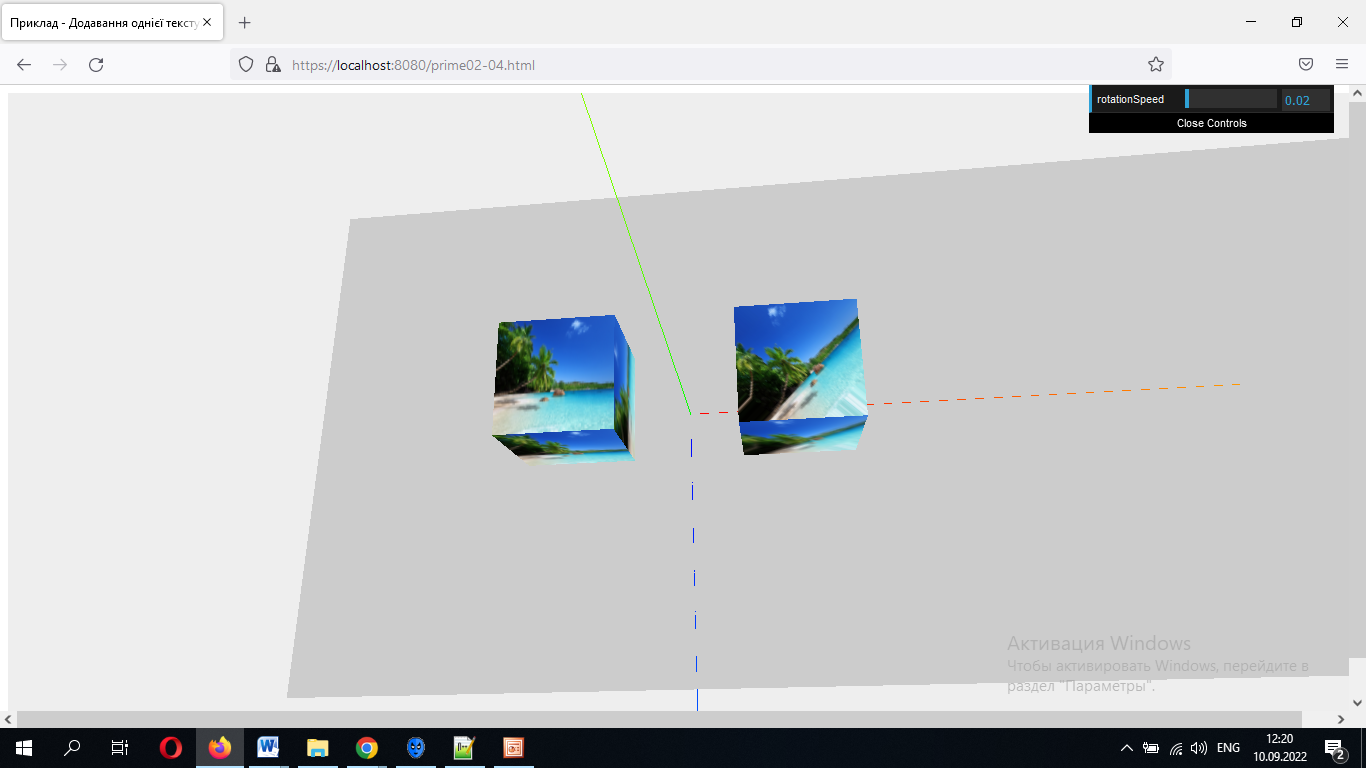 Приклад - Додавання однієї тексту
https://localhost:8080/prime02-04.html
rotationSpeed
0.02
Close Controls
Активация Windows
Чтобы активировать Windows, перейдите в
раздел "Параметры".
ENG
12:20
10.09.2022
2